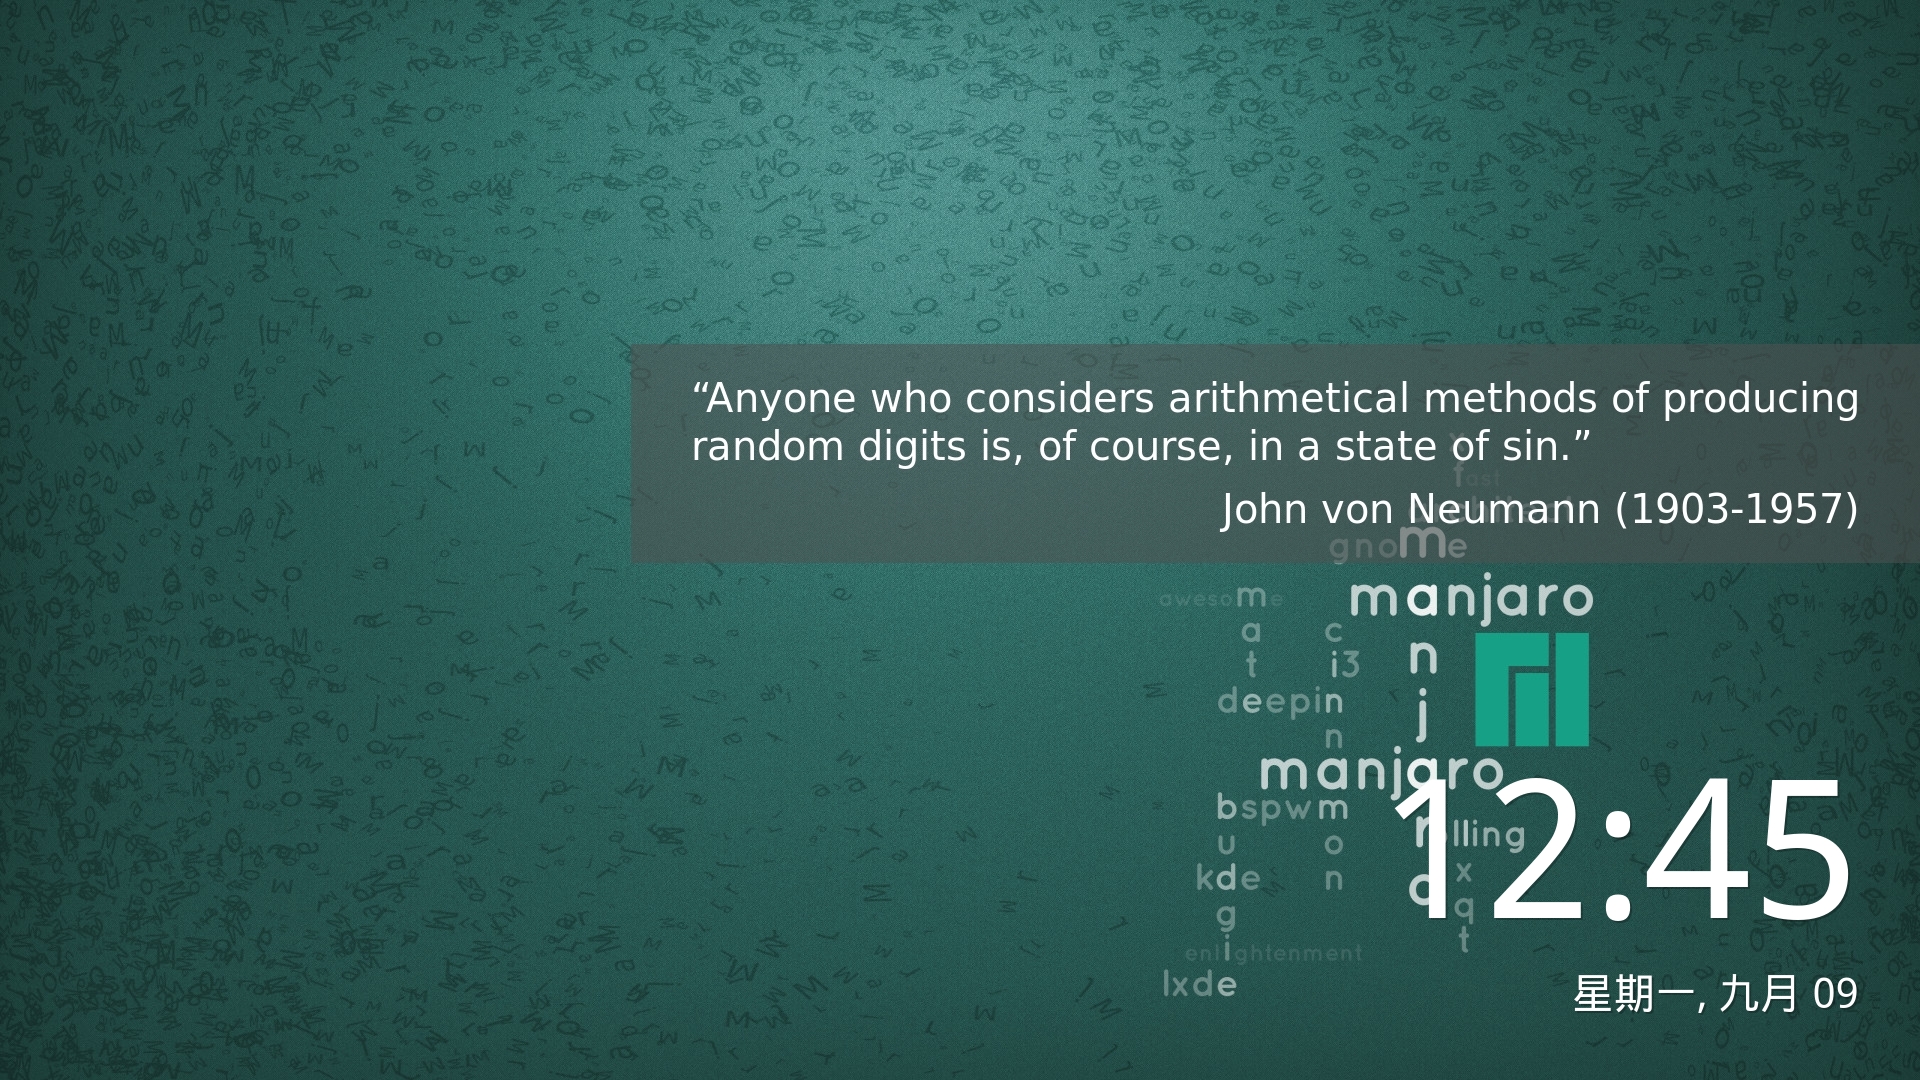 “Anyone who considers arithmetical methods of producing
random digits is, of course, in a state of sin.”
John von Neumann (1903-1957)
x
fast
gnome
awesome
manjaro
a
c
n
t
i3
deepin
j
n
manjaro
bspwm
12:45
rolling
u
o
kde
n
x
a
g
q
i
t
enlightenment
lxde
星期一, 九月 09